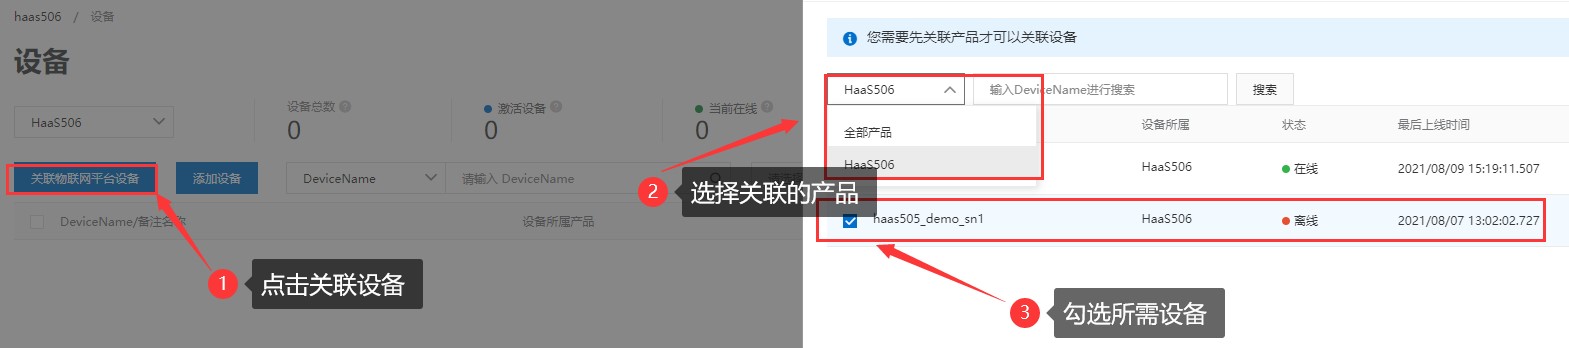 haas506 / 设备
设备
HaaS506
设备总数 ?
0
激活设备 ?
0
当前在线 ?
0
关联物联网平台设备
添加设备
DeviceName
请输入 DeviceName
DeviceName/备注名称
设备所属产品
1
点击关联设备
您需要先关联产品才可以关联设备
HaaS506
输入DeviceName进行搜索
搜索
全部产品
HaaS506
设备所属
状态
最后上线时间
HaaS506
在线
2021/08/09 15:19:11.507
2
选择关联的产品
haas505_demo_sn1
HaaS506
离线
2021/08/07 13:02:02.727
3
勾选所需设备